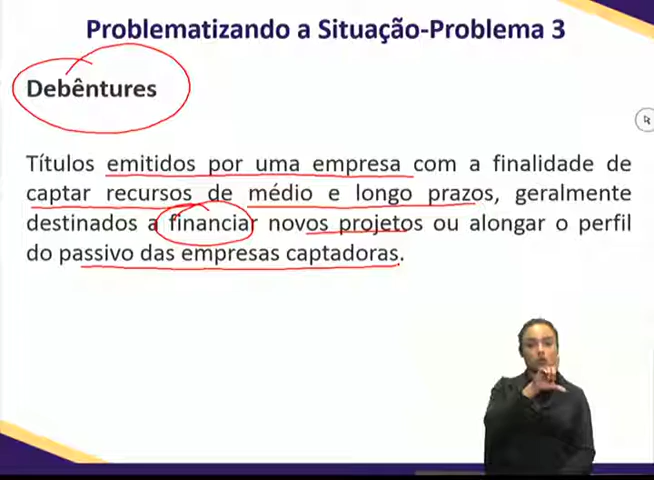 Problematizando a Situação-Problema 3
Debêntures
Títulos emitidos por uma empresa com a finalidade de
captar recursos de médio e longo prazos, geralmente
destinados a financiar novos projetos ou alongar o perfil
do passivo das empresas captadoras.